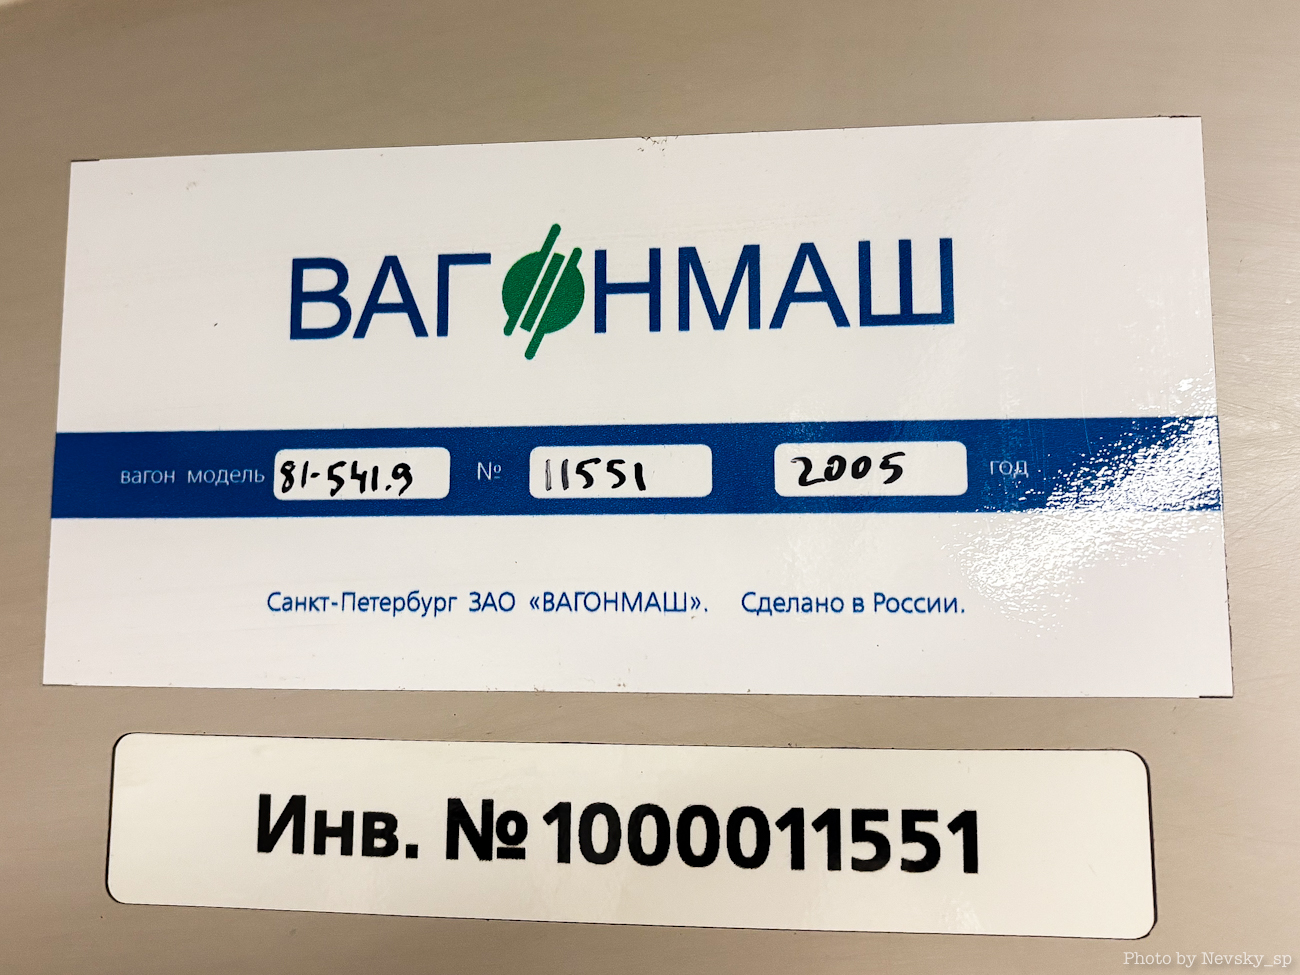 ВАГОНМАШ
вагон модель 81-541.9 № 11551 2005 год
Санкт-Петербург ЗАО «ВАГОНМАШ». Сделано в России.
Инв. №1000011551
Photo by Nevsky_sp